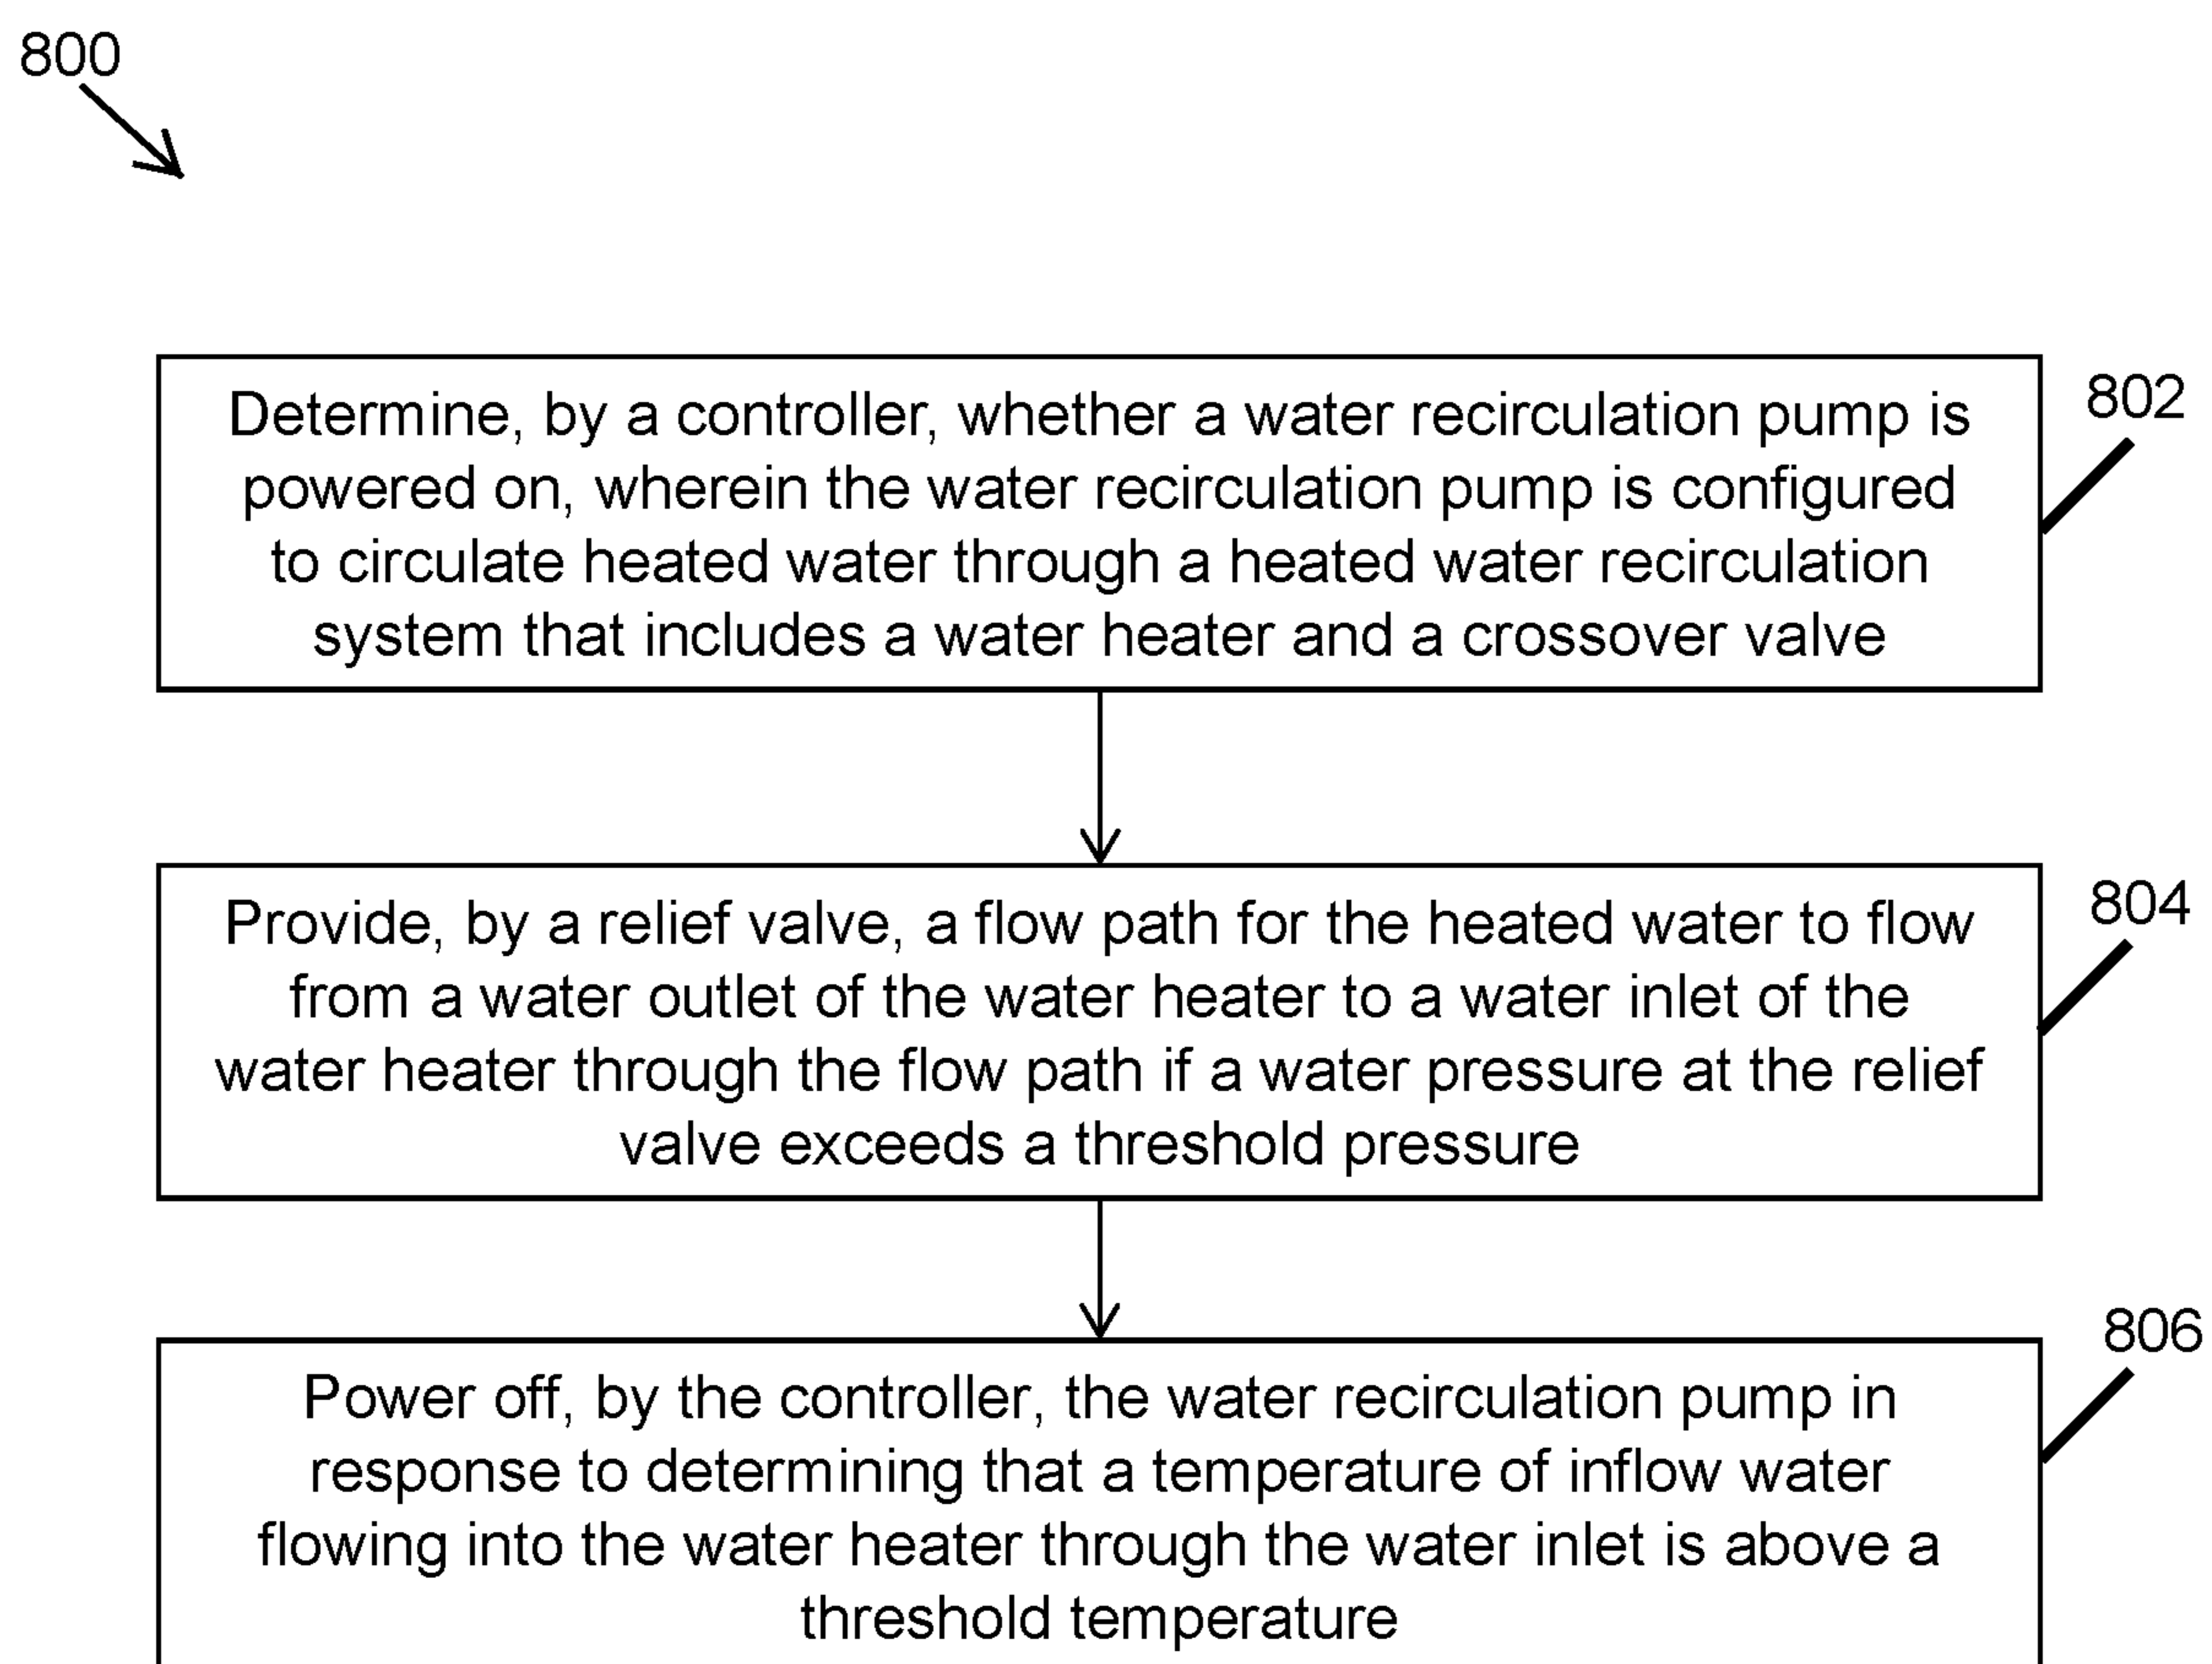 800
802
Determine, by a controller, whether a water recirculation pump is
powered on, wherein the water recirculation pump is configured
to circulate heated water through a heated water recirculation
system that includes a water heater and a crossover valve
804
Provide, by a relief valve, a flow path for the heated water to flow
from a water outlet of the water heater to a water inlet of the
water heater through the flow path if a water pressure at the relief
valve exceeds a threshold pressure
806
Power off, by the controller, the water recirculation pump in
response to determining that a temperature of inflow water
flowing into the water heater through the water inlet is above a
threshold temperature